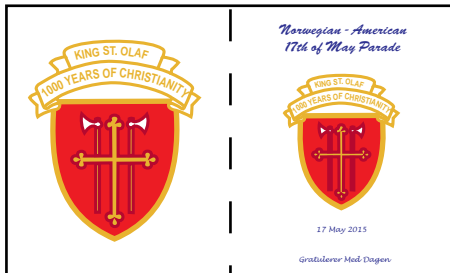 KING ST. OLAF
1000 YEARS OF CHRISTIANITY
Norwegian - American
17th of May Parade
KING ST. OLAF
1000 YEARS OF CHRISTIANITY
17 May 2015
Gratulerer Med Dagen